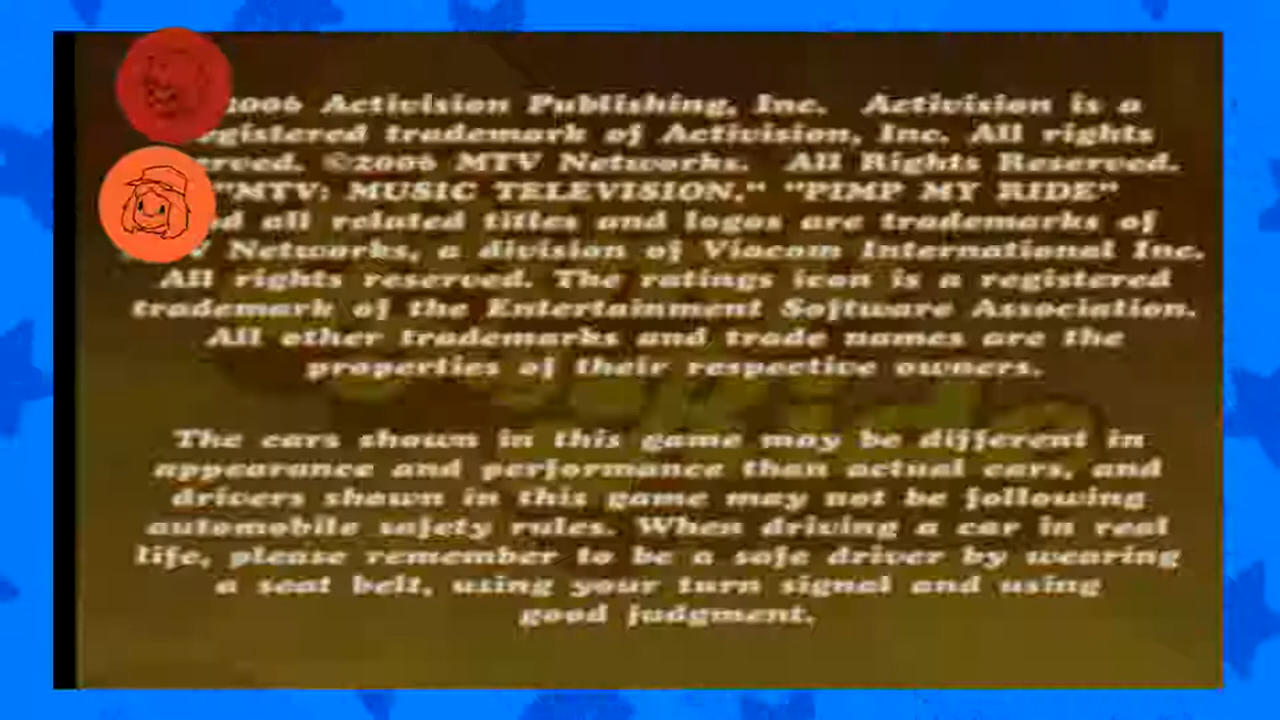 2006 Activision Publishing, Inc. Activision is a
egistered trademark of Activision, Inc. All rights
erved. ©2006 MTV Networks. All Rights Reserved.
"MTV: MUSIC TELEVISION," "PIMP MY RIDE"
d all related titles and logos are trademarks of
V Networks, a division of Viacom International Inc.
All rights reserved. The ratings icon is a registered
trademark of the Entertainment Software Association.
All other trademarks and trade names are the
properties of their respective owners.
The cars shown in this game may be different in
appearance and performance than actual cars, and
drivers shown in this game may not be following
automobile safety rules. When driving a car in real
life, please remember to be a safe driver by wearing
a seat belt, using your turn signal and using
good judgment.